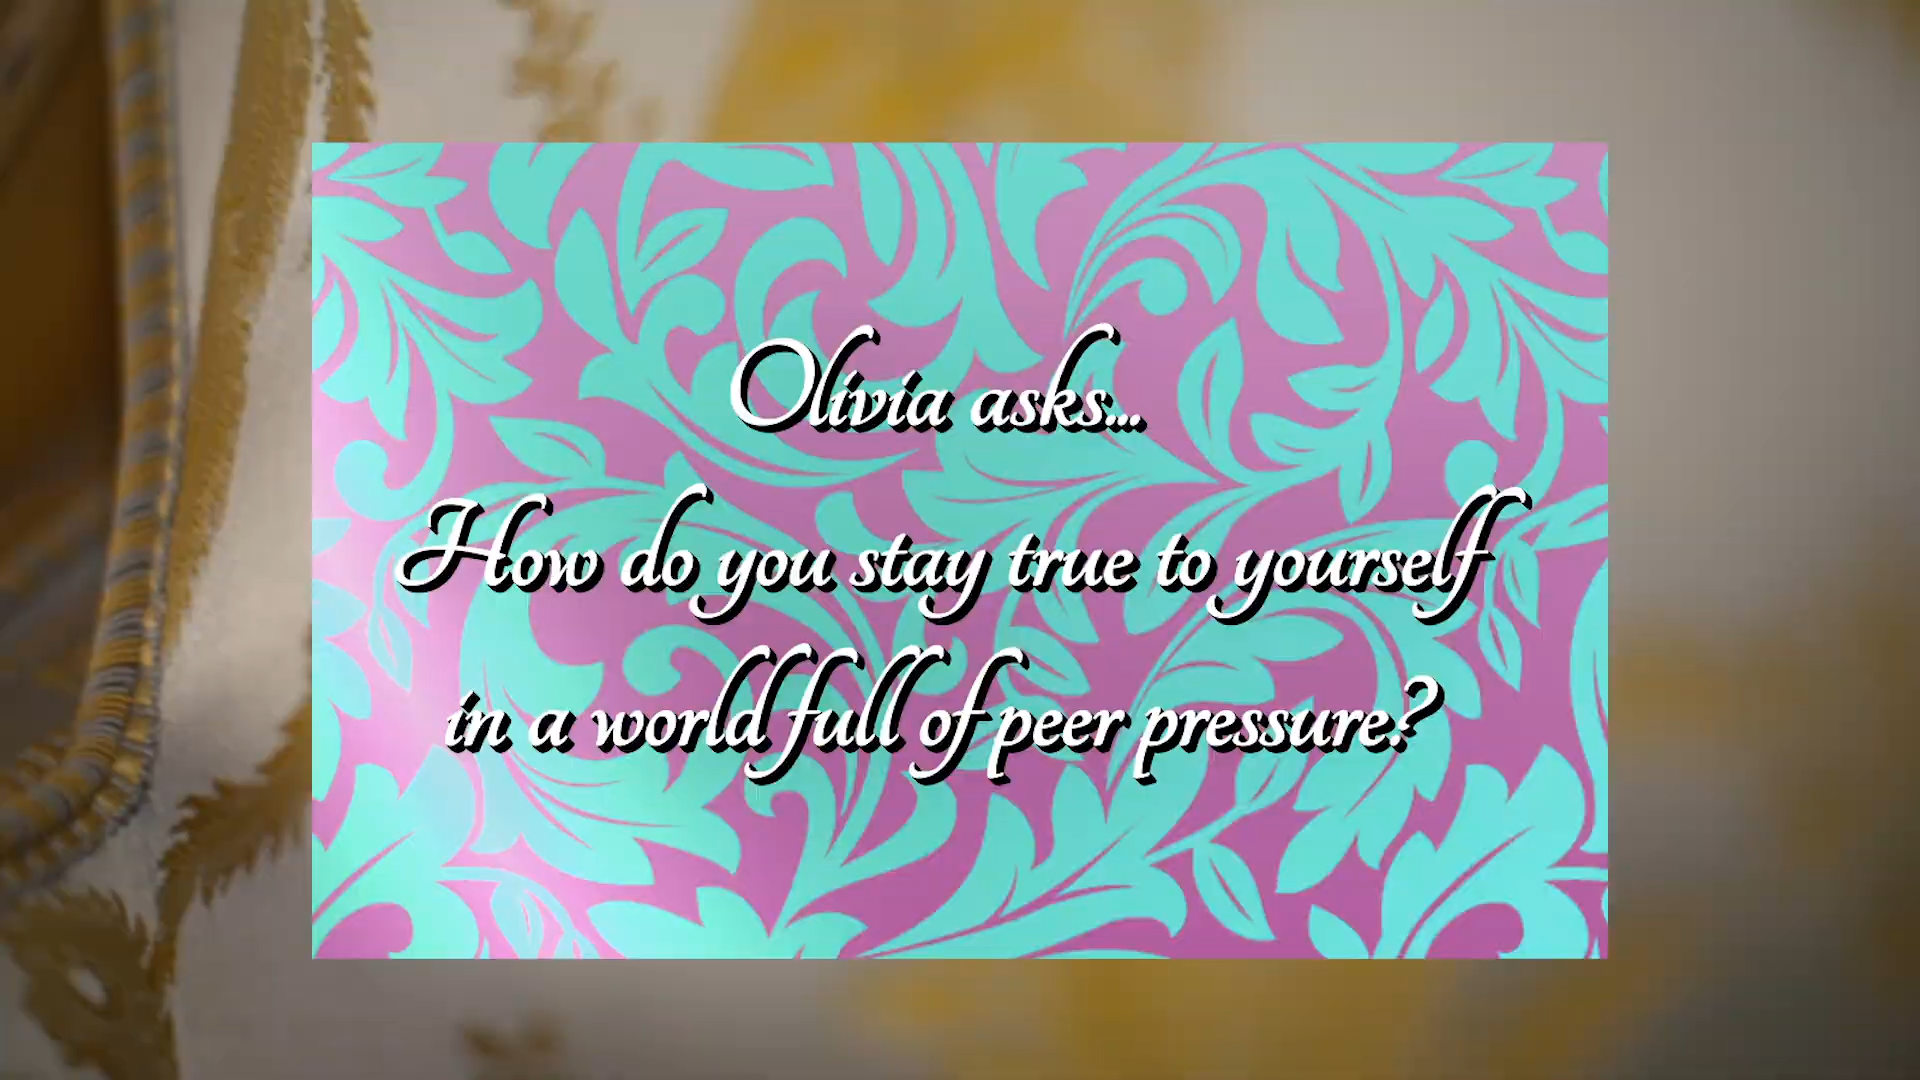 Olivia asks...
How do you stay true to yourself
in a world full of peer pressure?